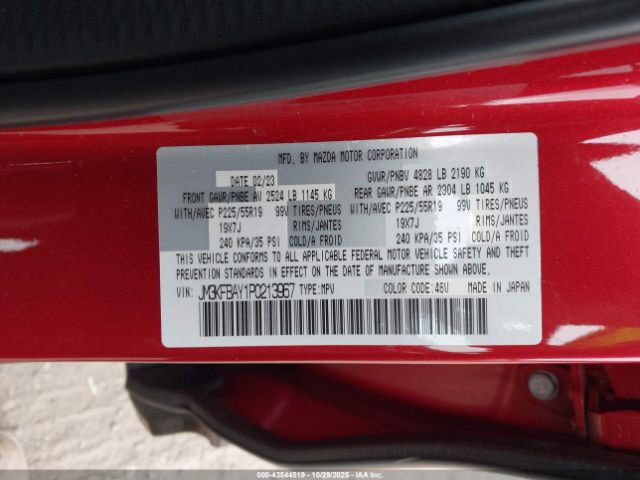 MFD. BY MAZDA MOTOR CORPORATION
DATE 02/23 GVWR/PNBV 4828 LB 2190 KG
FRONT GAWR/PNBE AV 2524 LB 1145 KG REAR GAWR/PNBE AR 2304 LB 1045 KG
WITH/AVEC P225/55R19 99V TIRES/PNEUS WITH/AVEC P225/55R19 99V TIRES/PNEUS
19X7J RIMS/JANTES 19X7J RIMS/JANTES
240 KPA/35 PSI COLD/A FROID 240 KPA/35 PSI COLD/A FROID
THIS VEHICLE CONFORMS TO ALL APPLICABLE FEDERAL MOTOR VEHICLE SAFETY AND THEFT
PREVENTION STANDARDS IN EFFECT ON THE DATE OF MANUFACTURE SHOWN ABOVE.
VIN: JM3KFBAY1P0213967 TYPE:MPV COLOR CODE:46V MADE IN JAPAN
000-43544519 - 10/29/2025 - IAAI.COM